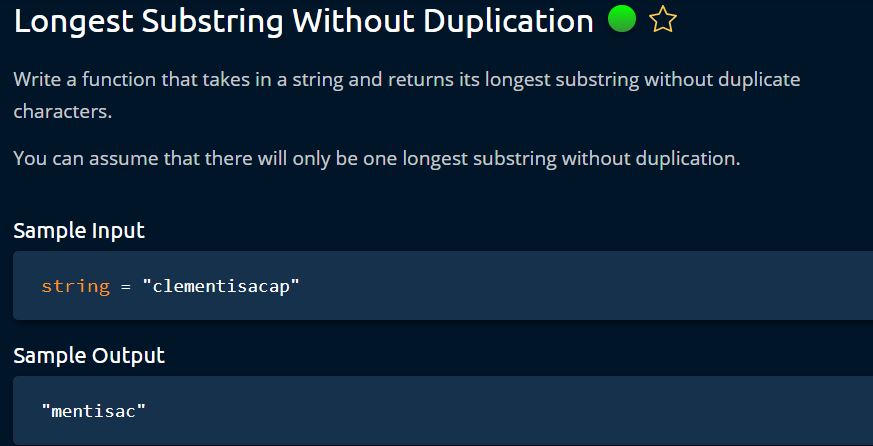 Longest Substring Without Duplication
Write a function that takes in a string and returns its longest substring without duplicate
characters.
You can assume that there will only be one longest substring without duplication.
Sample Input
string = "clementisacap"
Sample Output
"mentisac"